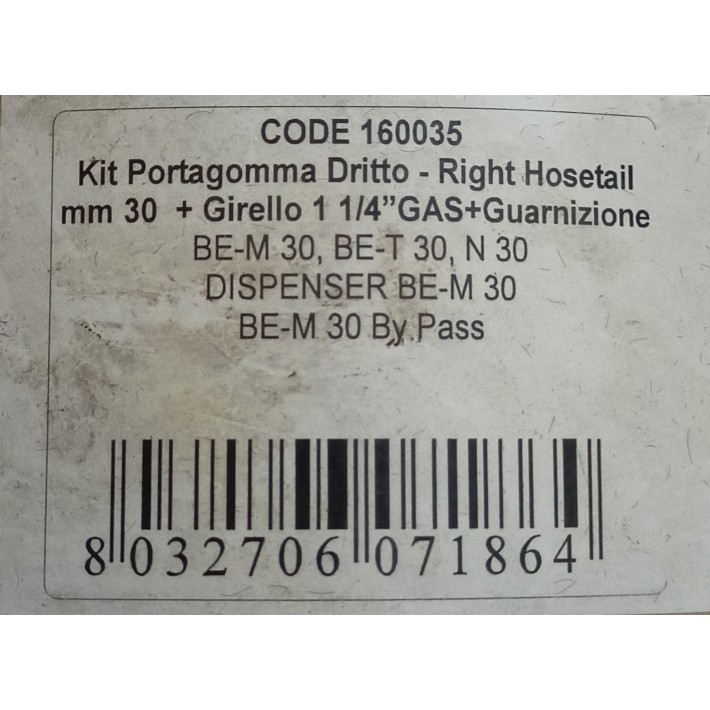 CODE 160035
Kit Portagomma Dritto - Right Hosetail
mm 30 + Girello 1 1/4”GAS+Guarnizione
BE-M 30, BE-T 30, N 30
DISPENSER BE-M 30
BE-M 30 By Pass
8 032706 071864